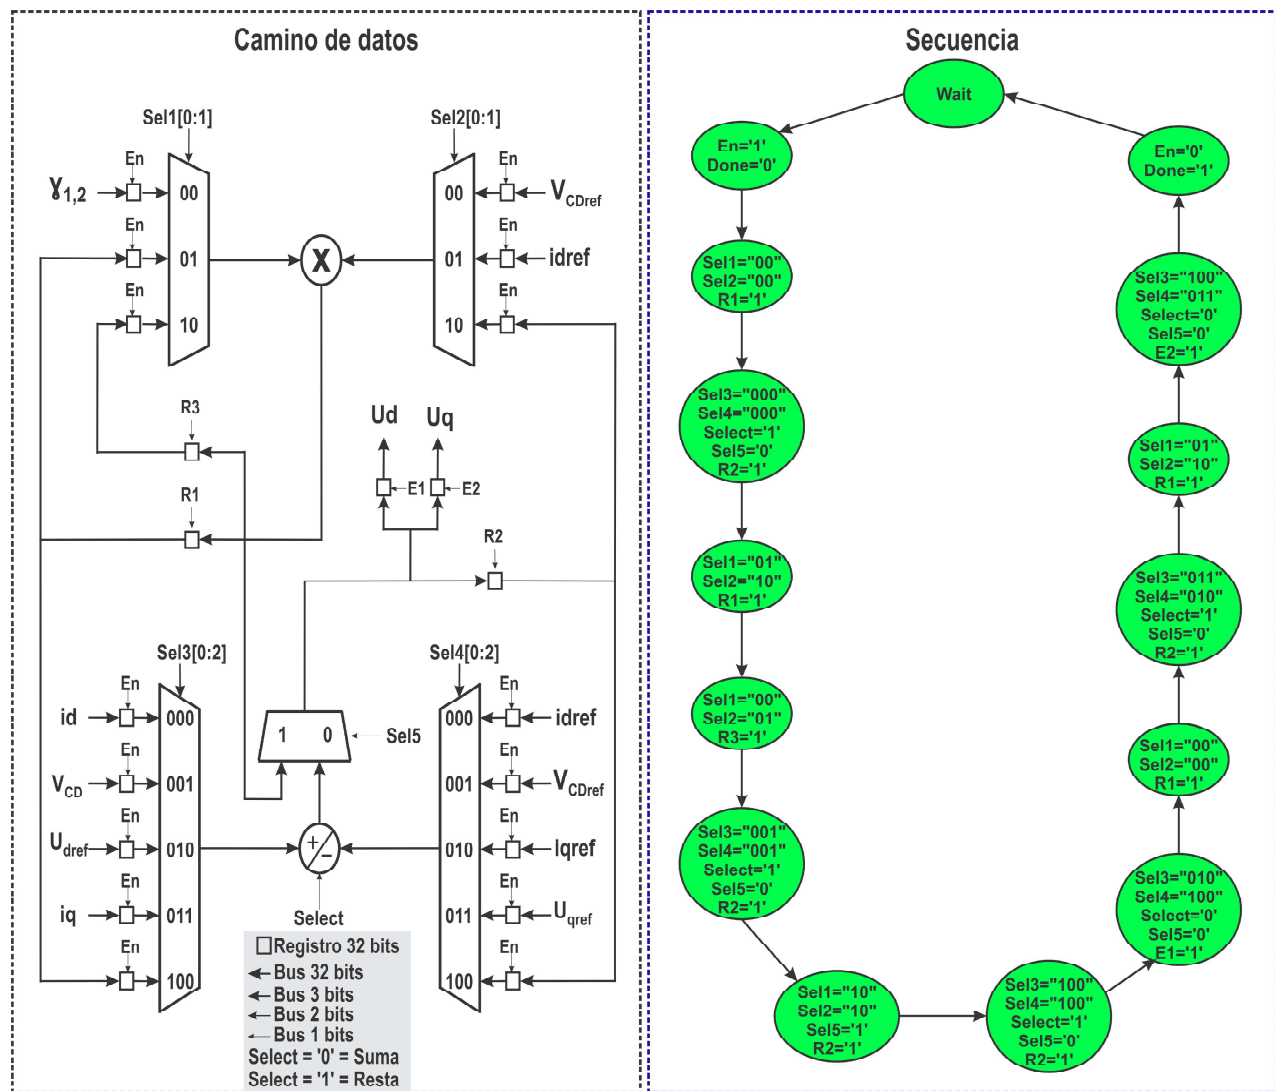 Camino de datos
Sel1[0:1]
Sel2[0:1]
En
En
Ɣ1,2
00
00
VCDref
En
En
01
X
01
idref
En
En
10
10
R3
Ud
Uq
E1
E2
R1
R2
Sel3[0:2]
Sel4[0:2]
En
En
id
000
1
0
Sel5
000
idref
En
En
VCD
001
001
VCDref
En
En
Udref
010
+
−
010
iqref
En
En
iq
011
Select
011
Uqref
En
En
100
100
Registro 32 bits
Bus 32 bits
Bus 3 bits
Bus 2 bits
Bus 1 bits
Select = '0' = Suma
Select = '1' = Resta
Secuencia
Wait
En='1'
Done='0'
Sel1="00"
Sel2="00"
R1='1'
Sel3="000"
Sel4="000"
Select='1'
Sel5='0'
R2='1'
Sel1="01"
Sel2="10"
R1='1'
Sel1="00"
Sel2="01"
R3='1'
Sel3="001"
Sel4="001"
Select='1'
Sel5='0'
R2='1'
Sel1="10"
Sel2="10"
Sel5='1'
R2='1'
Sel3="100"
Sel4="100"
Select='1'
Sel5='0'
R2='1'
Sel3="010"
Sel4="100"
Select='0'
Sel5='0'
E1='1'
Sel1="00"
Sel2="00"
R1='1'
Sel3="011"
Sel4="010"
Select='1'
Sel5='0'
R2='1'
Sel1="01"
Sel2="10"
R1='1'
Sel3="100"
Sel4="011"
Select='0'
Sel5='0'
E2='1'
En='0'
Done='1'